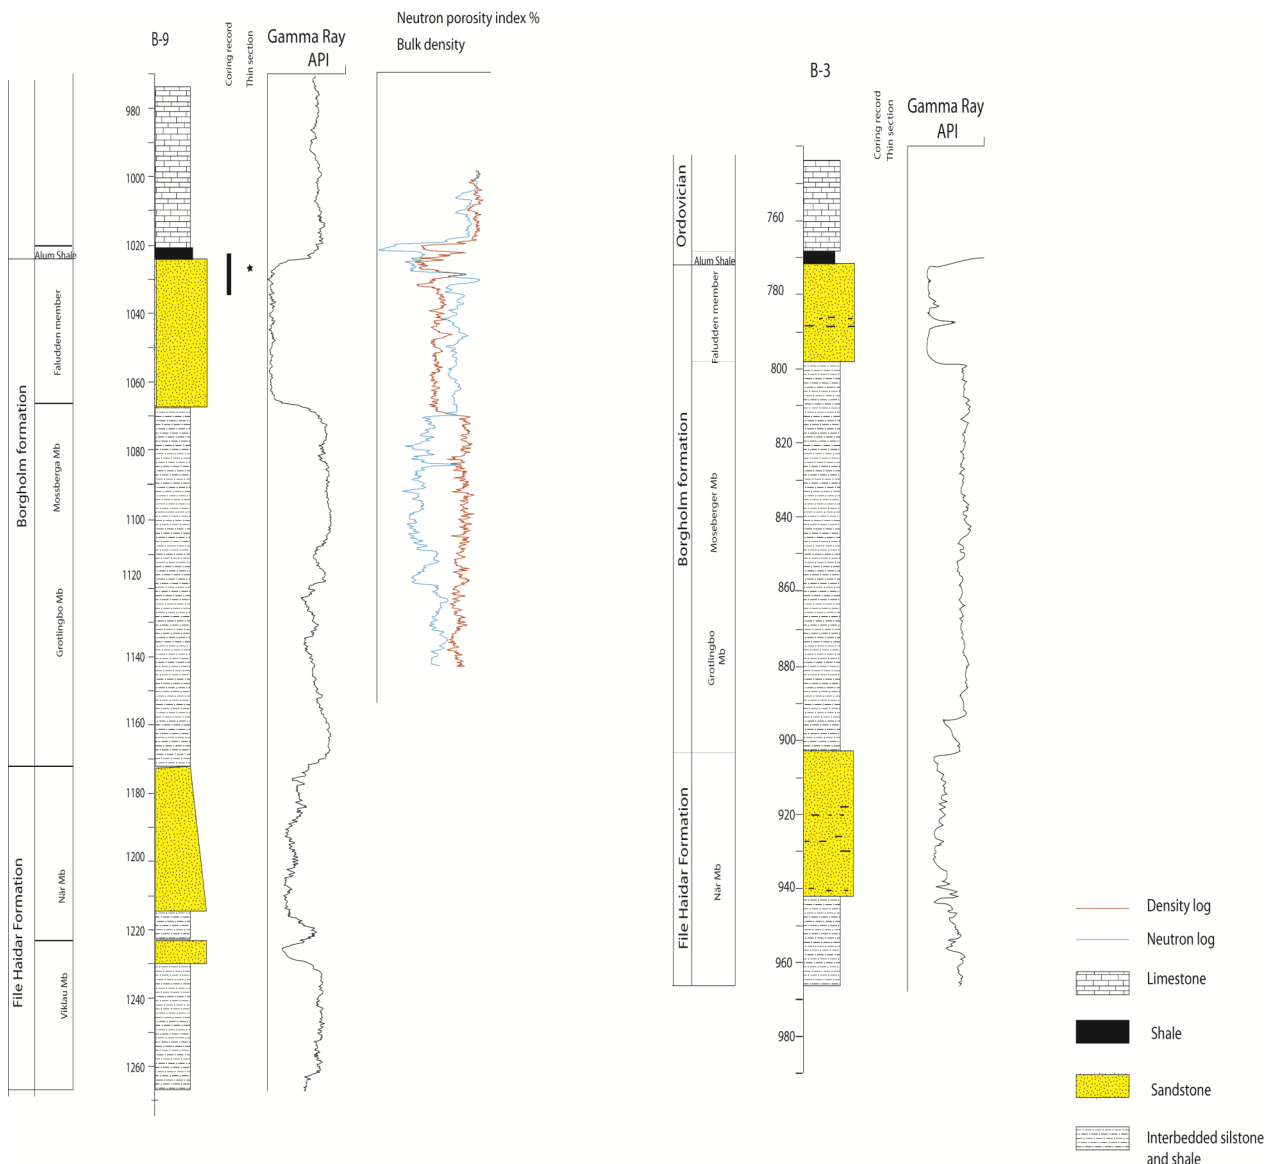 Neutron porosity index %
Bulk density
B-9
Coring record
Thin section
Gamma Ray
API
980
1000
1020
1040
1060
1080
1100
1120
1140
1160
1180
1200
1220
1240
1260
Alum Shale
Faludden member
Mossberga Mb
Grotlingbo Mb
När Mb
Viklau Mb
Borgholm formation
File Haidar Formation
B-3
Coring record
Thin section
Gamma Ray
API
760
780
800
820
840
860
880
900
920
940
960
980
Ordovician
Alum Shale
Faludden member
Moseberger Mb
Grotlingbo
Mb
När Mb
Borgholm formation
File Haidar Formation
Density log
Neutron log
Limestone
Shale
Sandstone
Interbedded silstone
and shale